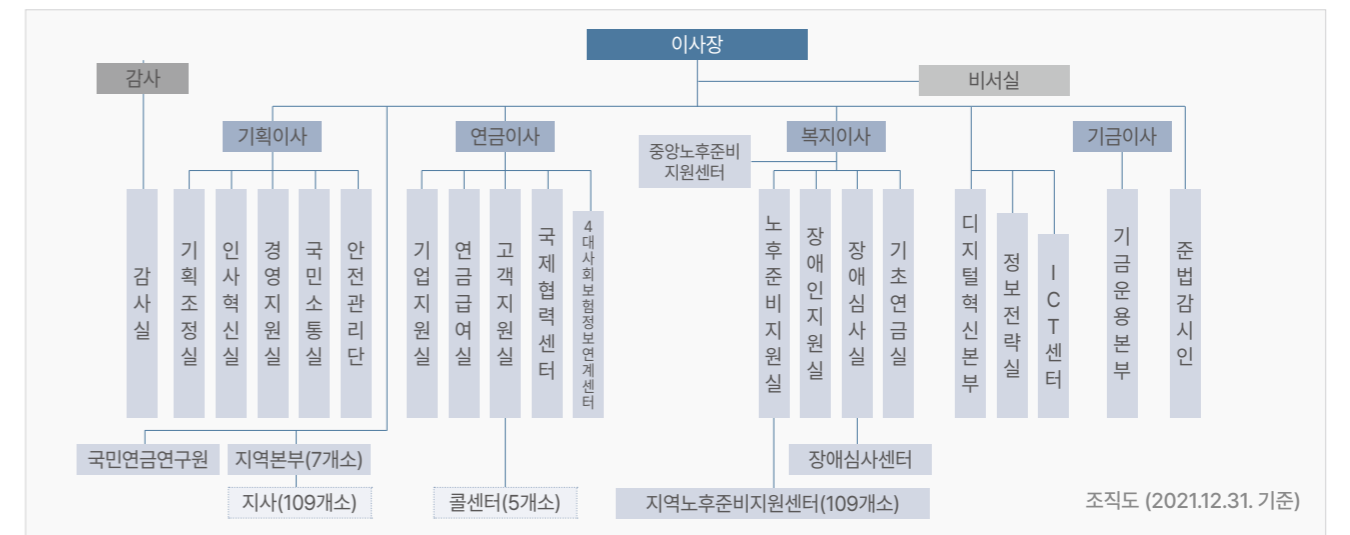 이사장
감사
비서실
기획이사
연금이사
복지이사
기금이사
중앙노후준비
지원센터
감사실
기획조정실
인사혁신실
경영지원실
국민소통실
안전관리단
기업지원실
연금급여실
고객지원실
국제협력센터
4대사회보험정보연계센터
노후준비지원실
장애인지원실
장애심사실
기초연금실
디지털혁신본부
정보전략실
ICT센터
기금운용본부
준법감시인
국민연금연구원
지역본부(7개소)
장애심사센터
지사(109개소)
콜센터(5개소)
지역노후준비지원센터(109개소)
조직도 (2021.12.31. 기준)